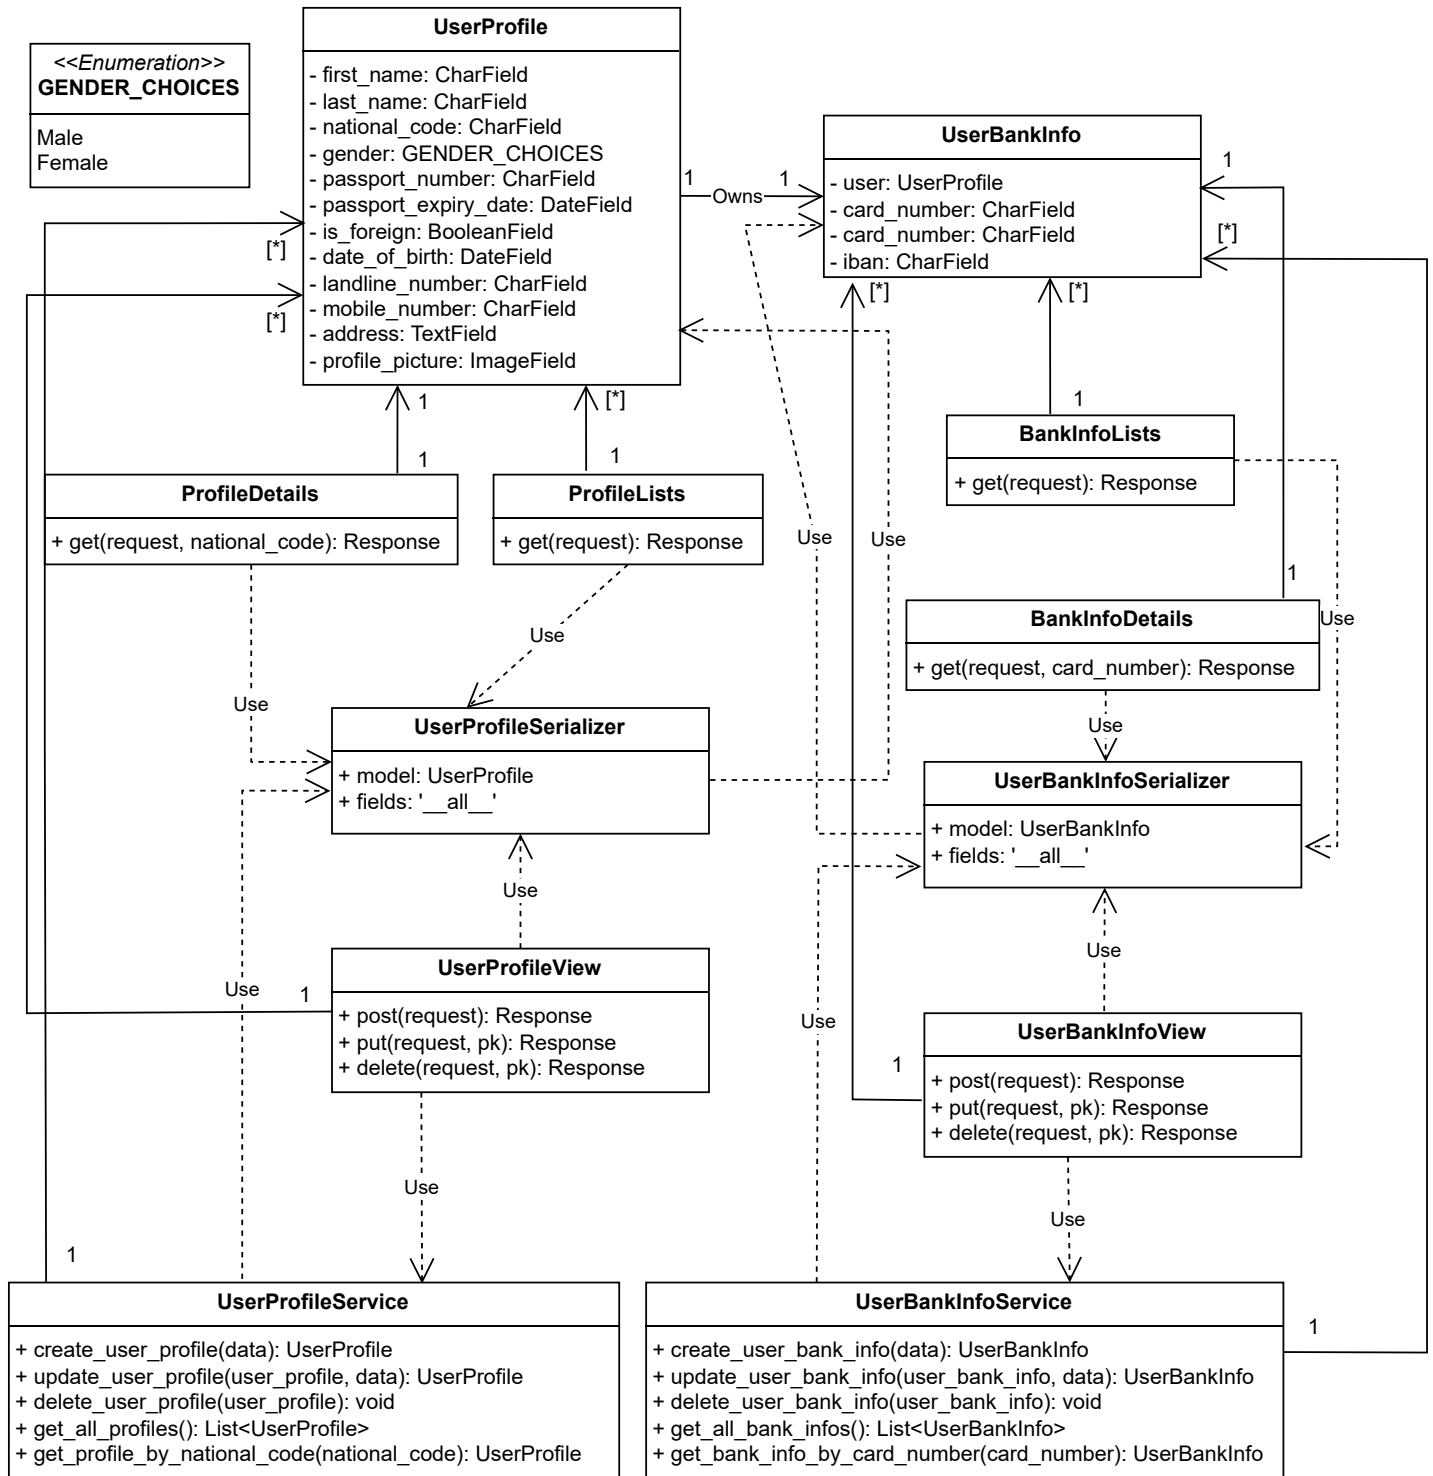 UserProfile
- first_name: CharField
- last_name: CharField
- national_code: CharField
- gender: GENDER_CHOICES
- passport_number: CharField
- passport_expiry_date: DateField
- is_foreign: BooleanField
- date_of_birth: DateField
- landline_number: CharField
- mobile_number: CharField
- address: TextField
- profile_picture: ImageField
<<Enumeration>>
GENDER_CHOICES
Male
Female
UserBankInfo
- user: UserProfile
- card_number: CharField
- card_number: CharField
- iban: CharField
1
Owns
1
1
[*]
[*]
[*]
[*]
[*]
1
[*]
1
1
1
ProfileDetails
+ get(request, national_code): Response
ProfileLists
+ get(request): Response
BankInfoLists
+ get(request): Response
Use
Use
1
BankInfoDetails
+ get(request, card_number): Response
Use
Use
Use
Use
UserProfileSerializer
+ model: UserProfile
+ fields: '__all__'
UserBankInfoSerializer
+ model: UserBankInfo
+ fields: '__all__'
Use
Use
UserProfileView
+ post(request): Response
+ put(request, pk): Response
+ delete(request, pk): Response
Use
1
Use
UserBankInfoView
+ post(request): Response
+ put(request, pk): Response
+ delete(request, pk): Response
1
Use
Use
1
UserProfileService
+ create_user_profile(data): UserProfile
+ update_user_profile(user_profile, data): UserProfile
+ delete_user_profile(user_profile): void
+ get_all_profiles(): List<UserProfile>
+ get_profile_by_national_code(national_code): UserProfile
UserBankInfoService
+ create_user_bank_info(data): UserBankInfo
+ update_user_bank_info(user_bank_info, data): UserBankInfo
+ delete_user_bank_info(user_bank_info): void
+ get_all_bank_infos(): List<UserBankInfo>
+ get_bank_info_by_card_number(card_number): UserBankInfo
1